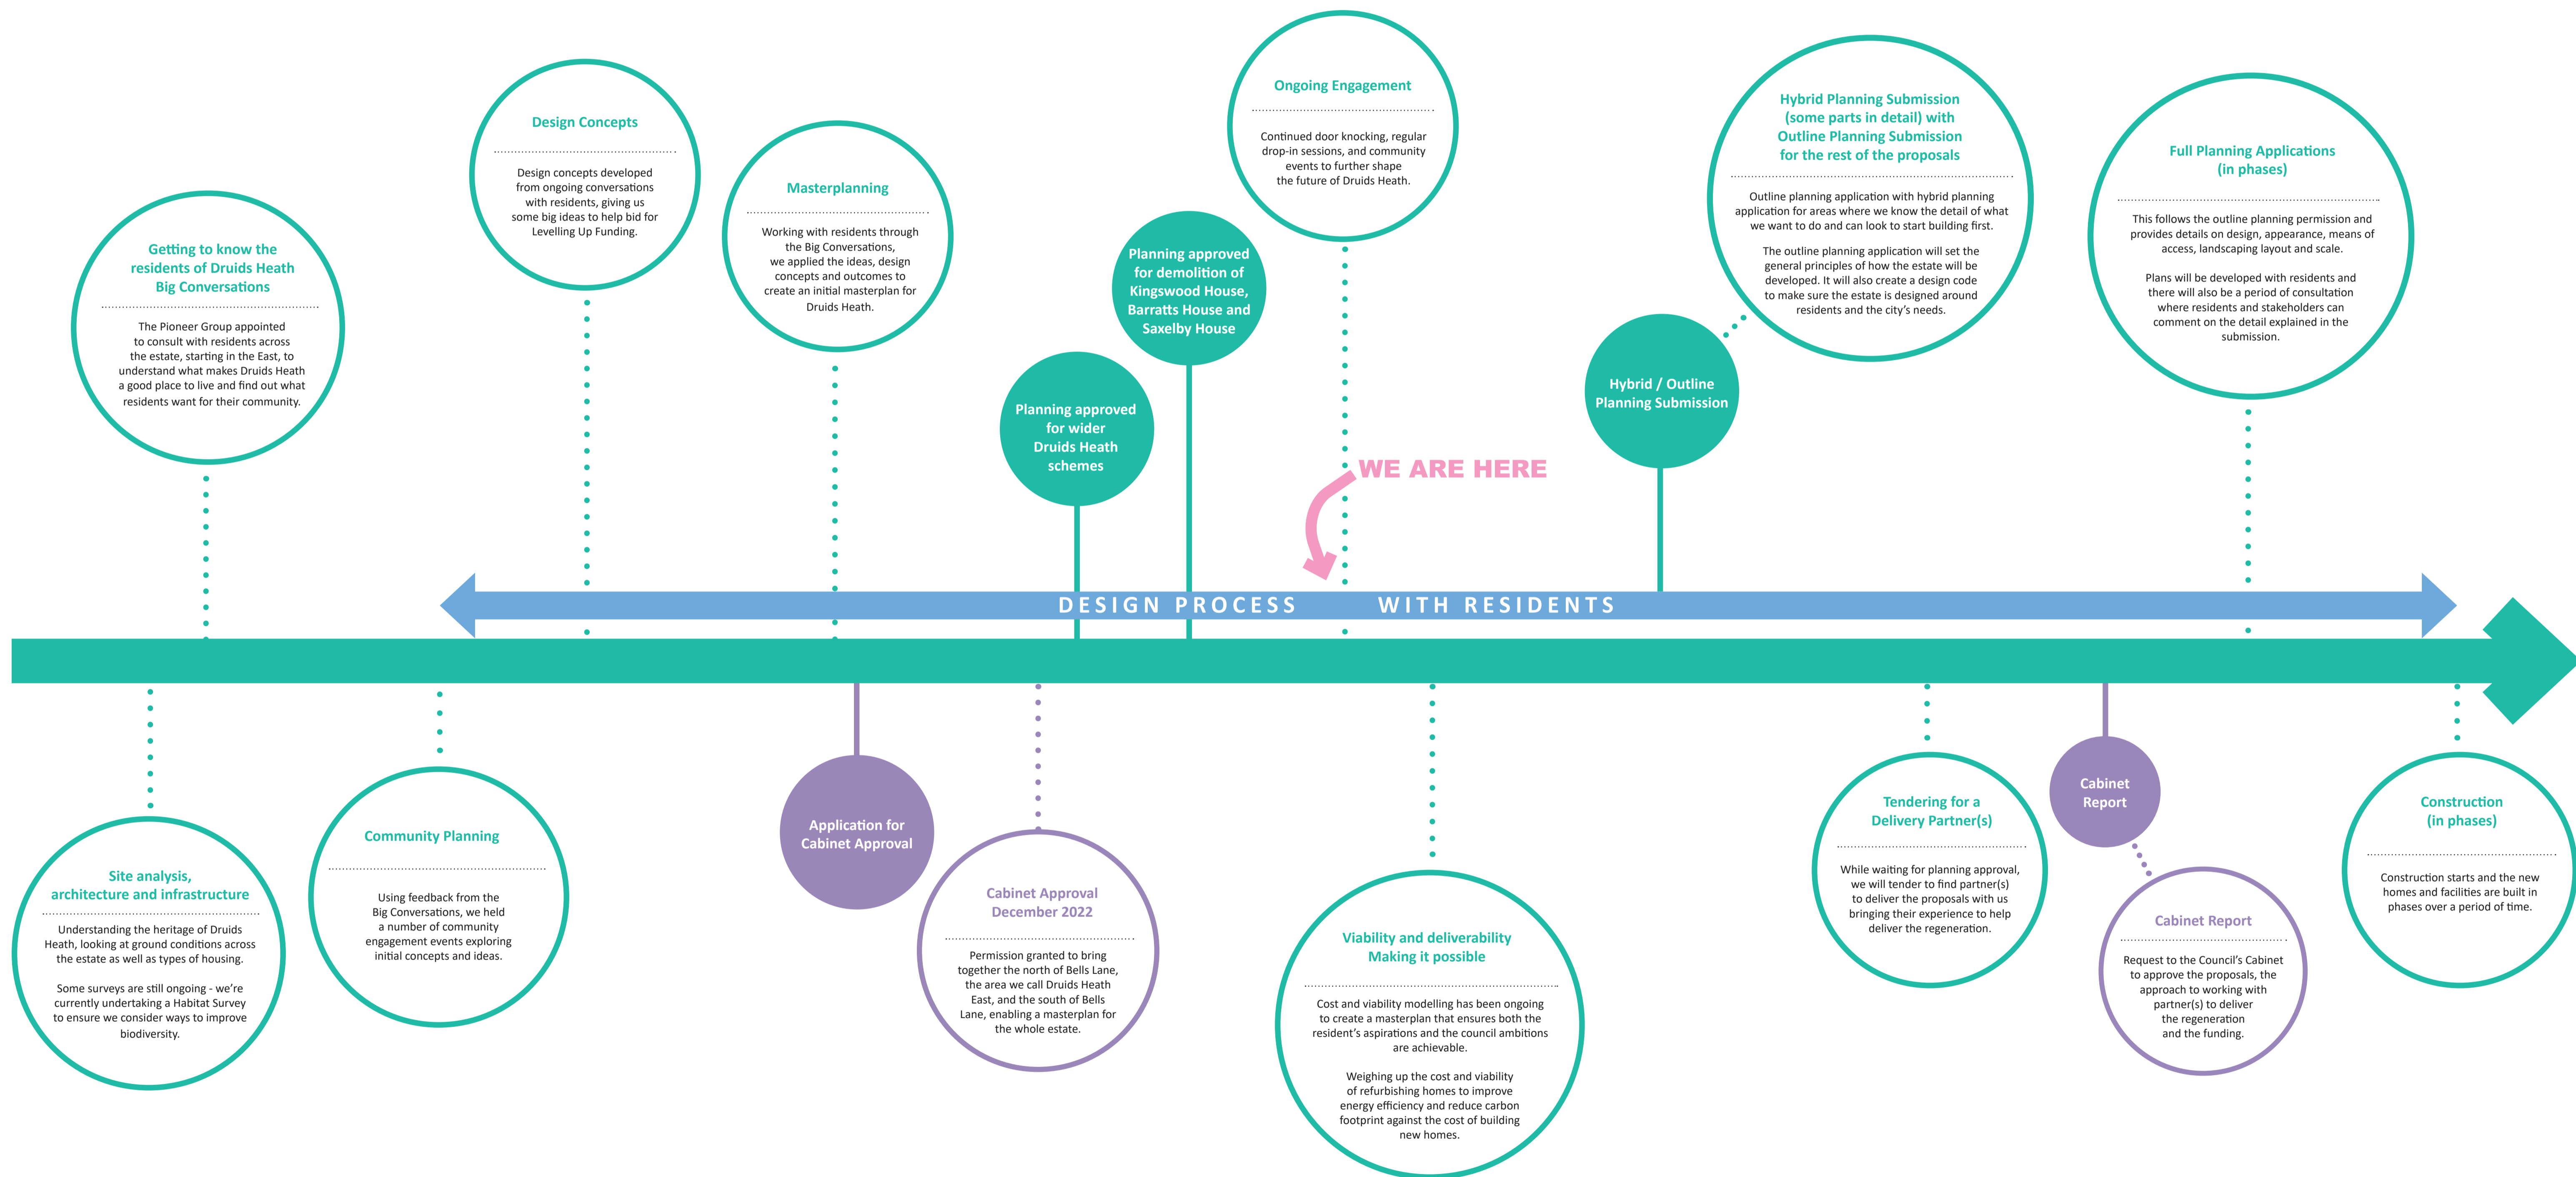 Getting to know the
residents of Druids Heath
Big Conversations
The Pioneer Group appointed
to consult with residents across
the estate, starting in the East, to
understand what makes Druids Heath
a good place to live and find out what
residents want for their community.
Design Concepts
Design concepts developed
from ongoing conversations
with residents, giving us
some big ideas to help bid for
Levelling Up Funding.
Masterplanning
Working with residents through
the Big Conversations,
we applied the ideas, design
concepts and outcomes to
create an initial masterplan for
Druids Heath.
Planning approved
for wider
Druids Heath
schemes
Planning approved
for demolition of
Kingswood House,
Barratts House and
Saxelby House
Ongoing Engagement
Continued door knocking, regular
drop-in sessions, and community
events to further shape
the future of Druids Heath.
WE ARE HERE
Hybrid / Outline
Planning Submission
Hybrid Planning Submission
(some parts in detail) with
Outline Planning Submission
for the rest of the proposals
Outline planning application with hybrid planning
application for areas where we know the detail of what
we want to do and can look to start building first.
The outline planning application will set the
general principles of how the estate will be
developed. It will also create a design code
to make sure the estate is designed around
residents and the city's needs.
Full Planning Applications
(in phases)
This follows the outline planning permission and
provides details on design, appearance, means of
access, landscaping layout and scale.
Plans will be developed with residents and
there will also be a period of consultation
where residents and stakeholders can
comment on the detail explained in the
submission.
DESIGN PROCESS WITH RESIDENTS
Site analysis,
architecture and infrastructure
Understanding the heritage of Druids
Heath, looking at ground conditions across
the estate as well as types of housing.
Some surveys are still ongoing - we're
currently undertaking a Habitat Survey
to ensure we consider ways to improve
biodiversity.
Community Planning
Using feedback from the
Big Conversations, we held
a number of community
engagement events exploring
initial concepts and ideas.
Application for
Cabinet Approval
Cabinet Approval
December 2022
Permission granted to bring
together the north of Bells Lane,
the area we call Druids Heath
East, and the south of Bells
Lane, enabling a masterplan for
the whole estate.
Viability and deliverability
Making it possible
Cost and viability modelling has been ongoing
to create a masterplan that ensures both the
resident's aspirations and the council ambitions
are achievable.
Weighing up the cost and viability
of refurbishing homes to improve
energy efficiency and reduce carbon
footprint against the cost of building
new homes.
Tendering for a
Delivery Partner(s)
While waiting for planning approval,
we will tender to find partner(s)
to deliver the proposals with us
bringing their experience to help
deliver the regeneration.
Cabinet
Report
Cabinet Report
Request to the Council's Cabinet
to approve the proposals, the
approach to working with
partner(s) to deliver
the regeneration
and the funding.
Construction
(in phases)
Construction starts and the new
homes and facilities are built in
phases over a period of time.